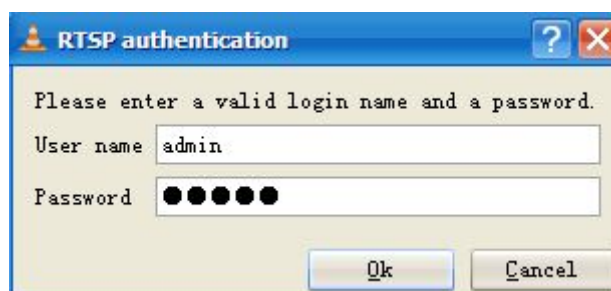 RTSP authentication
Please enter a valid login name and a password.
User name admin
Password ●●●●●
Ok Cancel